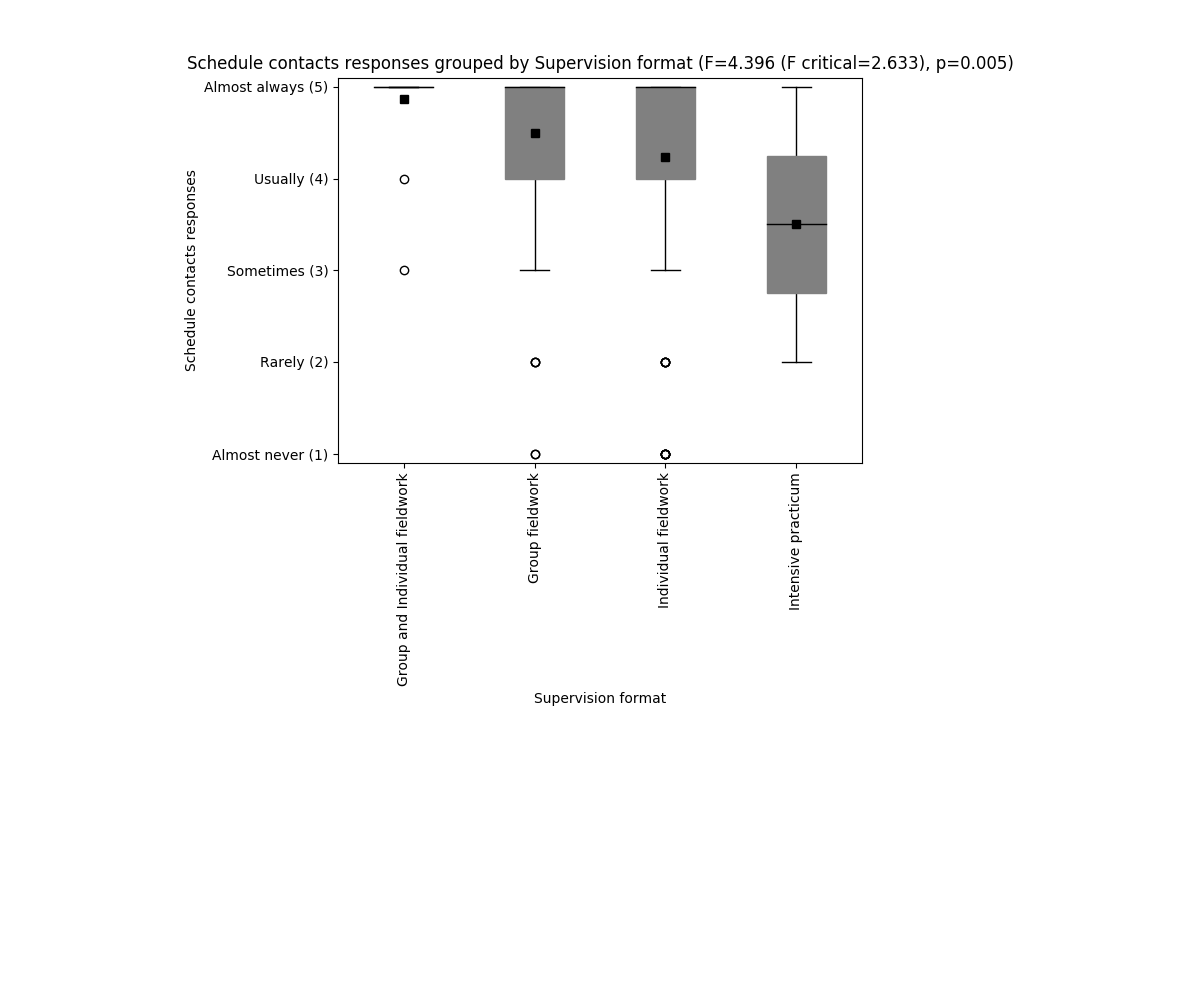 Schedule contacts responses grouped by Supervision format (F=4.396 (F critical=2.633), p=0.005)
Almost always (5)
Usually (4)
Sometimes (3)
Rarely (2)
Almost never (1)
Schedule contacts responses
Group and Individual fieldwork
Group fieldwork
Individual fieldwork
Intensive practicum
Supervision format